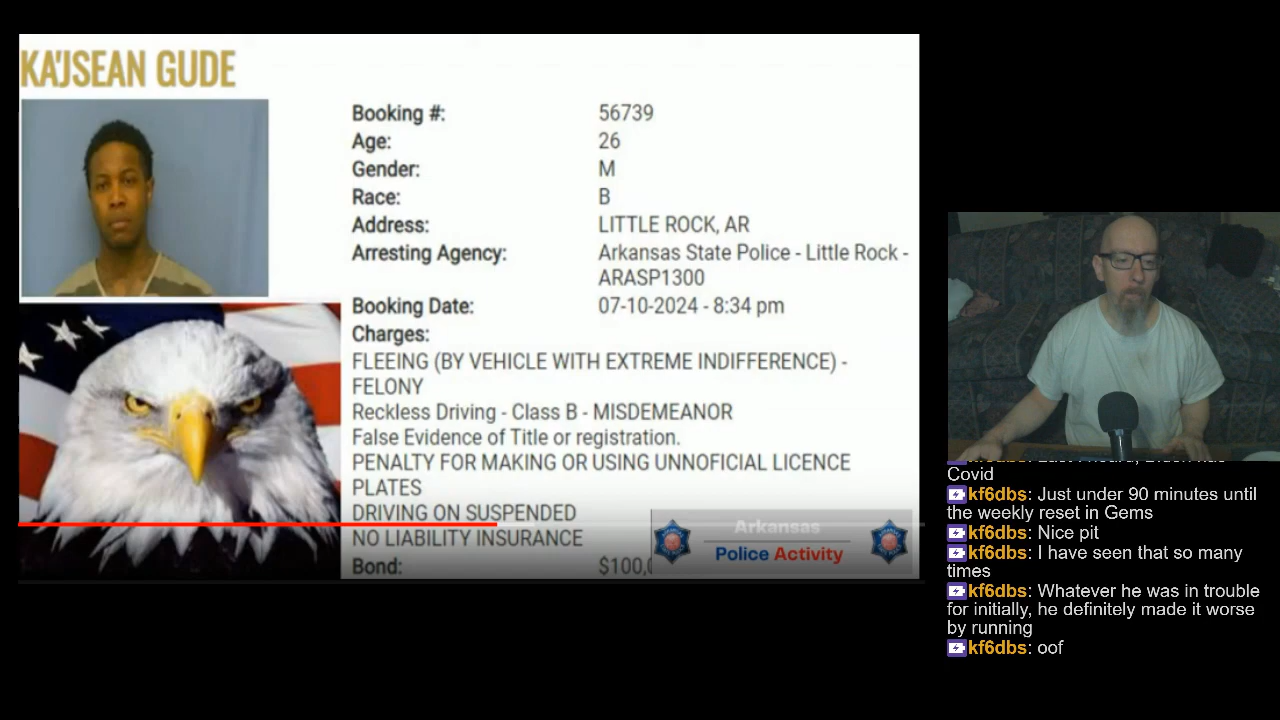 KA'JSEAN GUDE
Booking #: 56739
Age: 26
Gender: M
Race: B
Address: LITTLE ROCK, AR
Arresting Agency: Arkansas State Police - Little Rock -
ARASP1300
Booking Date: 07-10-2024 - 8:34 pm
Charges:
FLEEING (BY VEHICLE WITH EXTREME INDIFFERENCE) -
FELONY
Reckless Driving - Class B - MISDEMEANOR
False Evidence of Title or registration.
PENALTY FOR MAKING OR USING UNNOFICIAL LICENCE
PLATES
DRIVING ON SUSPENDED
NO LIABILITY INSURANCE
Bond: $100,0
Arkansas
Police Activity
Covid
kf6dbs: Just under 90 minutes until
the weekly reset in Gems
kf6dbs: Nice pit
kf6dbs: I have seen that so many
times
kf6dbs: Whatever he was in trouble
for initially, he definitely made it worse
by running
kf6dbs: oof